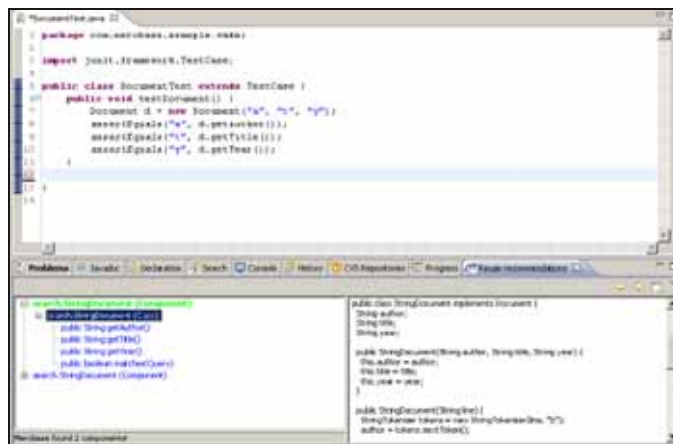 *DocumentTest.java
1 package com.merobase.example.code;
2
3 import junit.framework.TestCase;
public class DocumentTest extends TestCase {
public void testDocument() {
Document d = new Document("a", "t", "y");
assertEquals("a", d.getAuthor());
assertEquals("t", d.getTitle());
assertEquals("y", d.getYear());
}
}
14
Problems Javadoc Declaration Search Console History CVS Repositories Progress Reuse recommendations
search.StringDocument (Component)
search.StringDocument (Class)
public String getAuthor()
public String getTitle()
public String getYear()
public boolean matches(Query)
search.StringDocument (Component)
public class StringDocument implements Document {
String author;
String title;
String year;
public StringDocument(String author, String title, String year) {
this.author = author;
this.title = title;
this.year = year;
}
public StringDocument(String line) {
StringTokenizer tokens = new StringTokenizer(line,
author = tokens.nextToken();
Merobase found 2 components!